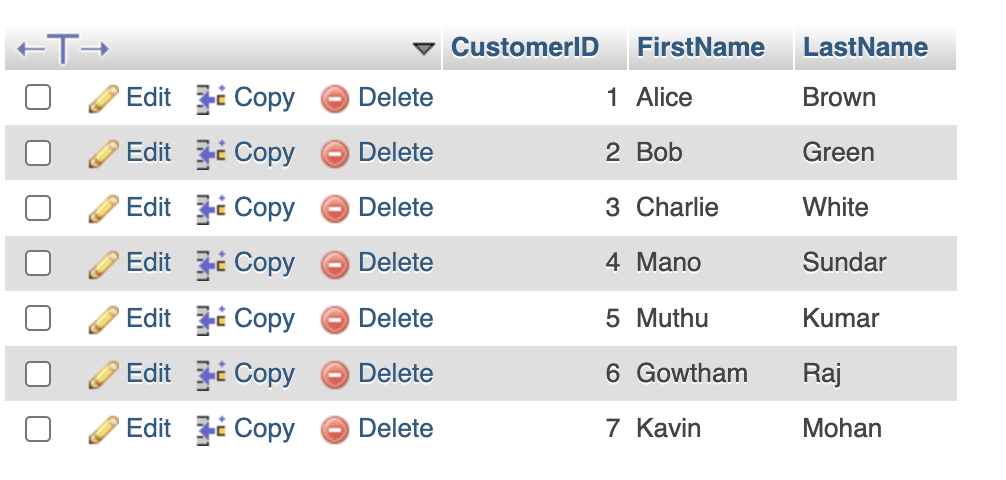 CustomerID FirstName LastName
Edit Copy Delete 1 Alice Brown
Edit Copy Delete 2 Bob Green
Edit Copy Delete 3 Charlie White
Edit Copy Delete 4 Mano Sundar
Edit Copy Delete 5 Muthu Kumar
Edit Copy Delete 6 Gowtham Raj
Edit Copy Delete 7 Kavin Mohan